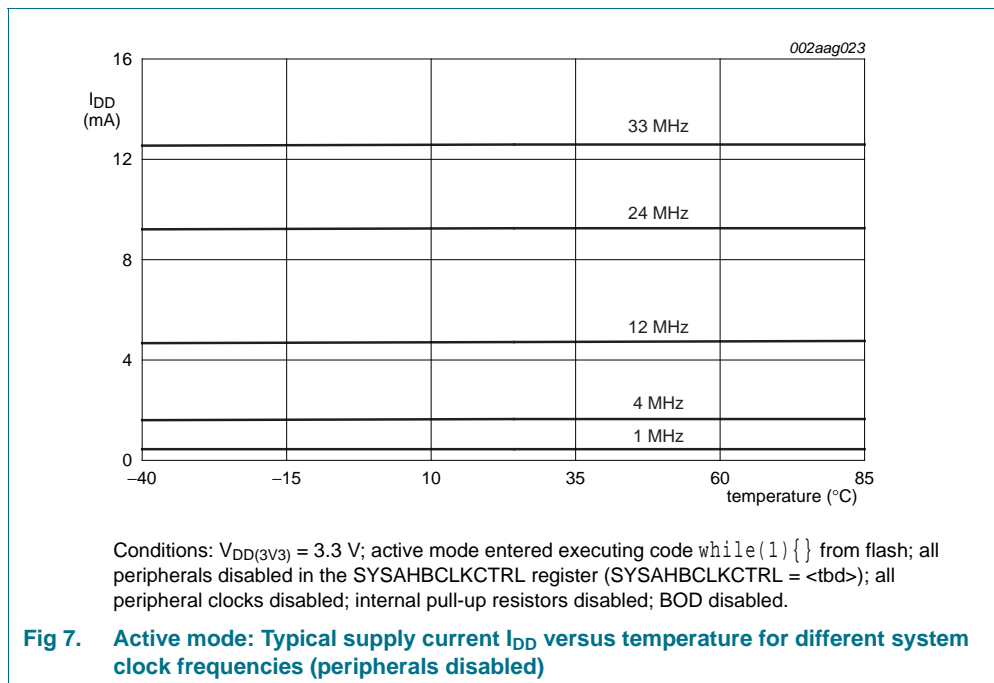 002aag023
16
IDD
(mA)
33 MHz
12
24 MHz
8
12 MHz
4
4 MHz
1 MHz
0
−40
−15
10
35
60
85
temperature (°C)
Conditions: VDD(3V3) = 3.3 V; active mode entered executing code while(1){} from flash; all
peripherals disabled in the SYSAHBCLKCTRL register (SYSAHBCLKCTRL = <tbd>); all
peripheral clocks disabled; internal pull-up resistors disabled; BOD disabled.
Fig 7. Active mode: Typical supply current IDD versus temperature for different system
clock frequencies (peripherals disabled)